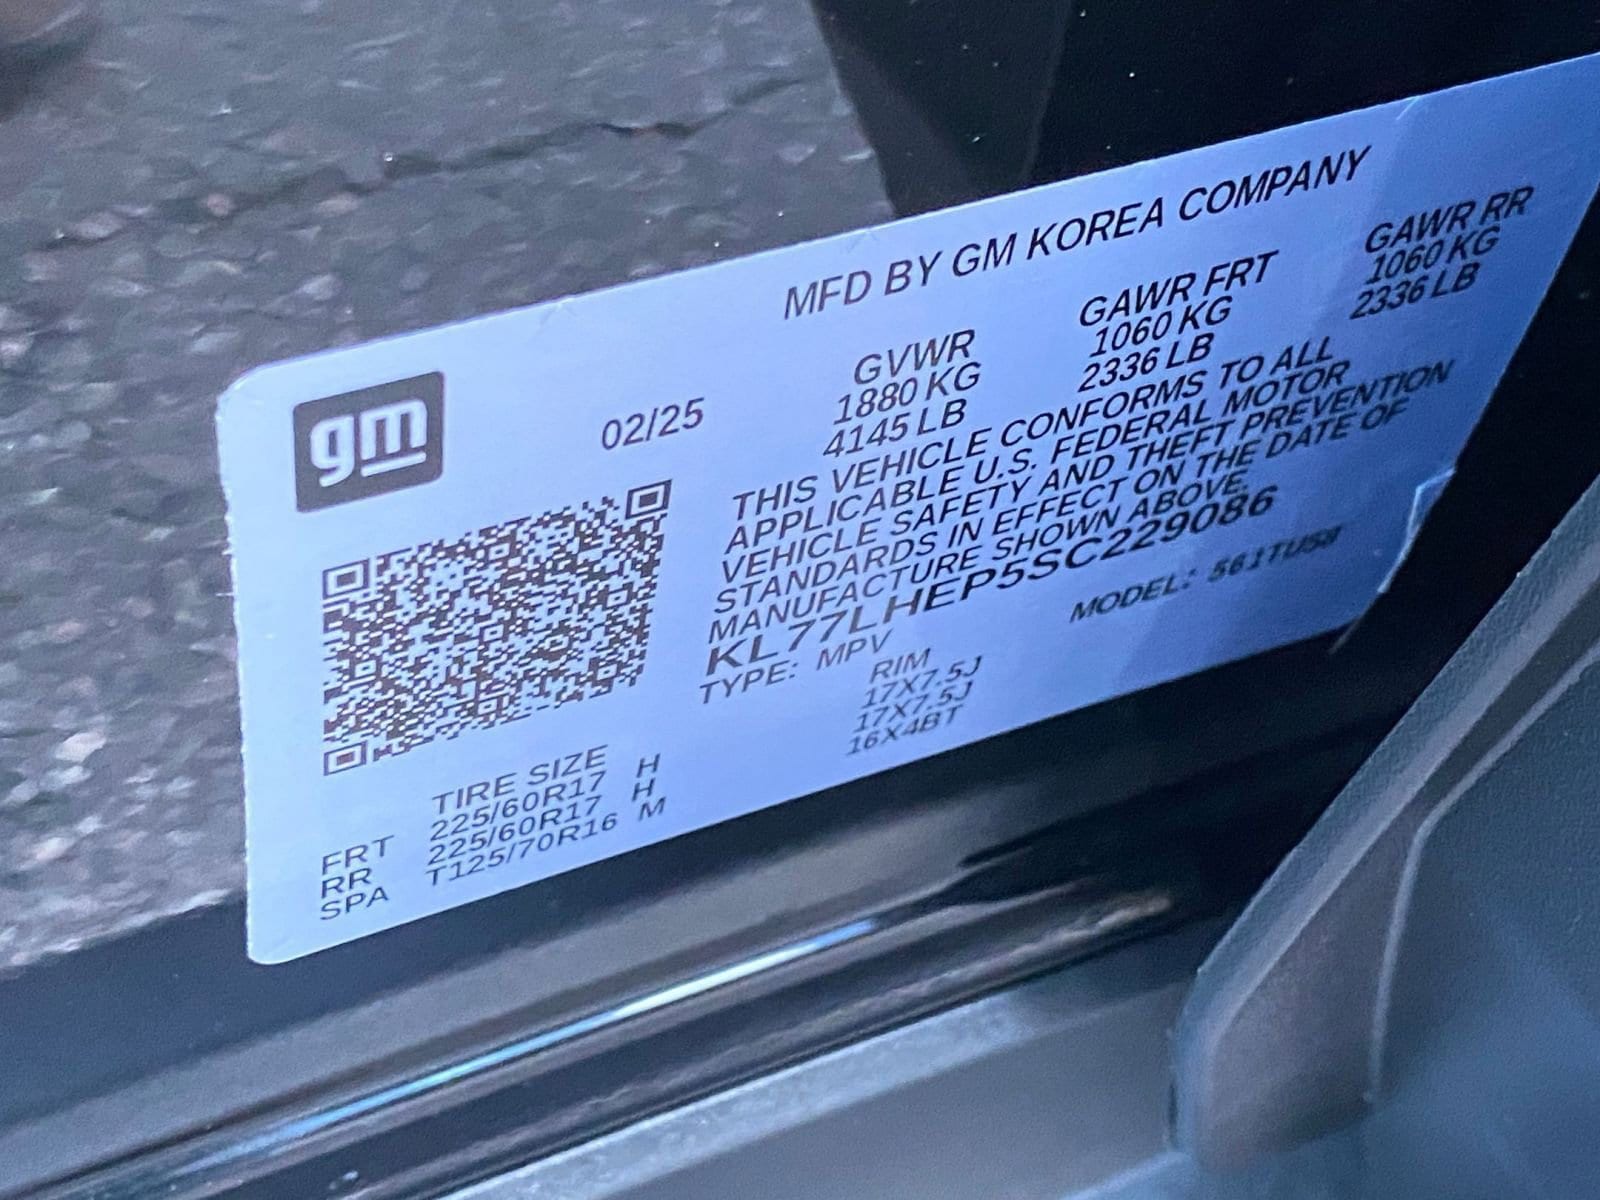 MFD BY GM KOREA COMPANY
gm
02/25
GVWR GAWR FRT GAWR RR
1880 KG 1060 KG 1060 KG
4145 LB 2336 LB 2336 LB
THIS VEHICLE CONFORMS TO ALL
APPLICABLE U.S. FEDERAL MOTOR
VEHICLE SAFETY AND THEFT PREVENTION
STANDARDS IN EFFECT ON THE DATE OF
MANUFACTURE SHOWN ABOVE.
KL77LHEP5SC229086
TYPE: MPV MODEL:
TIRE SIZE RIM
FRT 225/60R17 H 17X7.5J
RR 225/60R17 H 17X7.5J
SPA T125/70R16 M 16X4BT